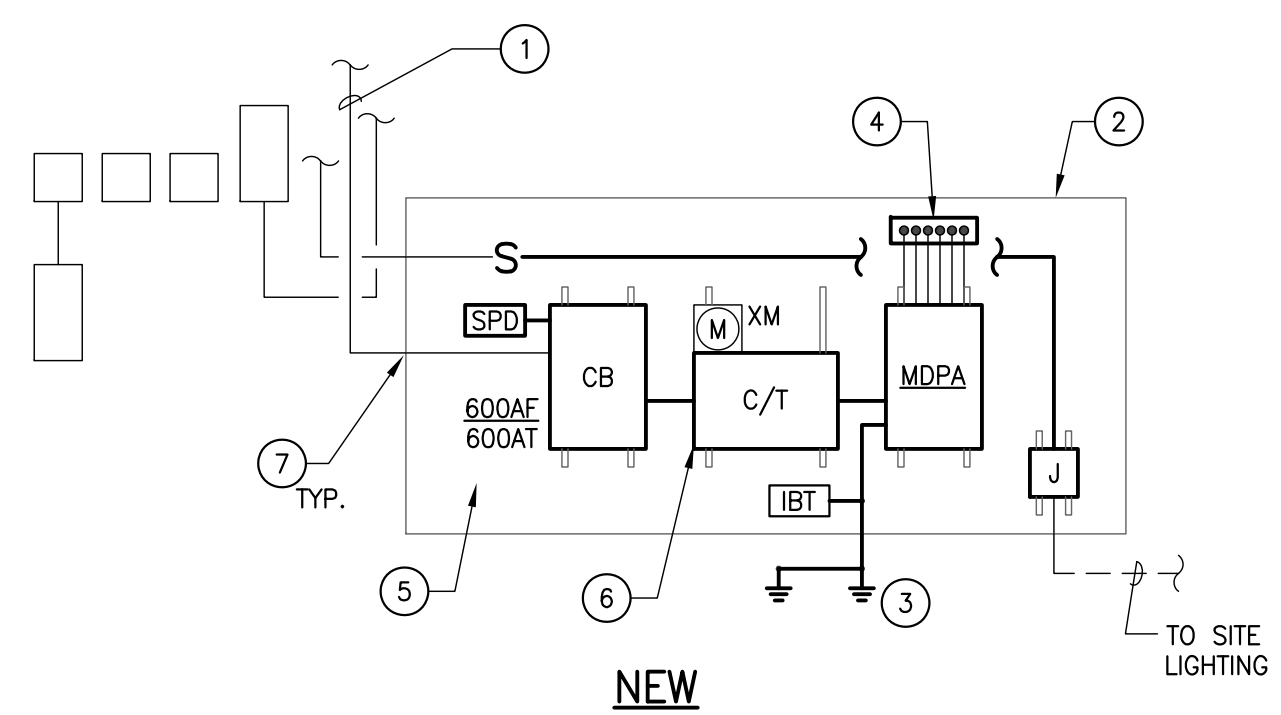 1
4
2
S
SPD
M
XM
CB
C/T
MDPA
600AF
600AT
7
TYP.
J
IBT
5
6
3
TO SITE
LIGHTING
NEW